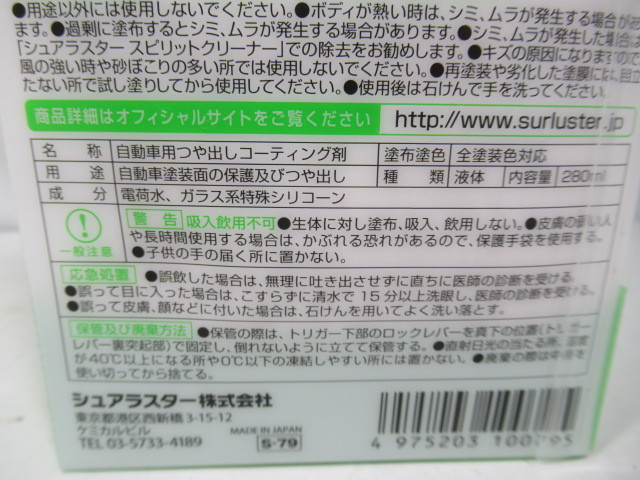 ●用途以外には使用しないでください。●ボディが熱い時は、シミ、ムラが発生する場合が
ます。●過剰に塗布するとシミ、ムラが発生する場合があります。●シミ、ムラが発生した場合は
「シュアラスター スピリットクリーナー」での除去をお勧めします。●キズの原因になりますので
風の強い時や砂ぼこりの多い所では使用しないでください。●再塗装や劣化した塗膜には、目
たない所で試し塗りしてから使用してください。●使用後は石けんで手を洗ってください。
商品詳細はオフィシャルサイトをご覧ください http://www.surluster.jp
名 称 自動車用つや出しコーティング剤 塗布塗色 全塗装色対応
用 途 自動車塗装面の保護及びつや出し 種 類 液体 内容量 280ml
成 分 電荷水、ガラス系特殊シリコーン
警 告 吸入飲用不可 ●生体に対し塗布、吸入、飲用しない。●皮膚の弱い人
や長時間使用する場合は、かぶれる恐れがあるので、保護手袋を使用する。
一般注意 ●子供の手の届く所に置かない。
応急処置 ●誤飲した場合は、無理に吐き出させずに直ちに医師の診断を受ける。
●誤って目に入った場合は、こすらずに清水で15分以上洗眼し、医師の診断を受ける。
●誤って皮膚、顔などに付いた場合は、石けんを用いてよく洗い落とす。
保管及び廃棄方法 ●保管の際は、トリガー下部のロックレバーを真下の位置(トリガー
レバー裏突起部)で固定し、倒れないように立てて保管する。●直射日光の当たる所、温度
が40℃以上になる所や0℃以下の凍結しやすい所には置かない。●廃棄の際は中身を
使い切ってから捨てる。
シュアラスター株式会社
東京都港区西新橋3-15-12
ケミカルビル
TEL 03-5733-4189 MADE IN JAPAN S-79
4 975203 100795